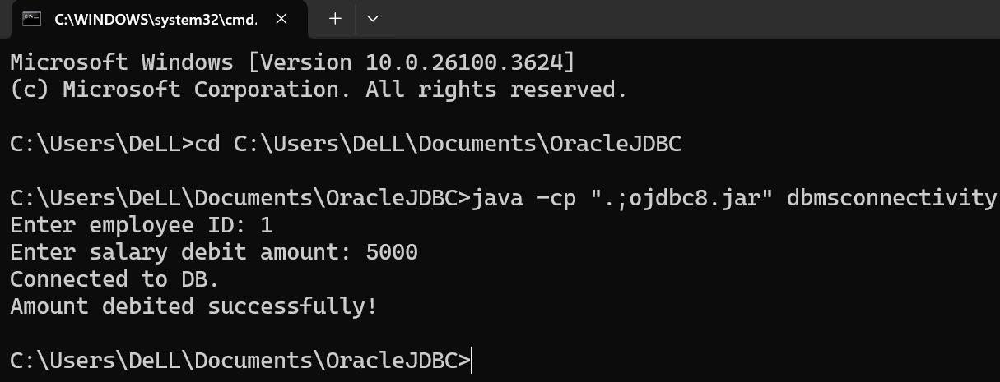 C:\WINDOWS\system32\cmd.
Microsoft Windows [Version 10.0.26100.3624]
(c) Microsoft Corporation. All rights reserved.
C:\Users\DeLL>cd C:\Users\DeLL\Documents\OracleJDBC
C:\Users\DeLL\Documents\OracleJDBC>java -cp ".;ojdbc8.jar" dbmsconnectivity
Enter employee ID: 1
Enter salary debit amount: 5000
Connected to DB.
Amount debited successfully!
C:\Users\DeLL\Documents\OracleJDBC>